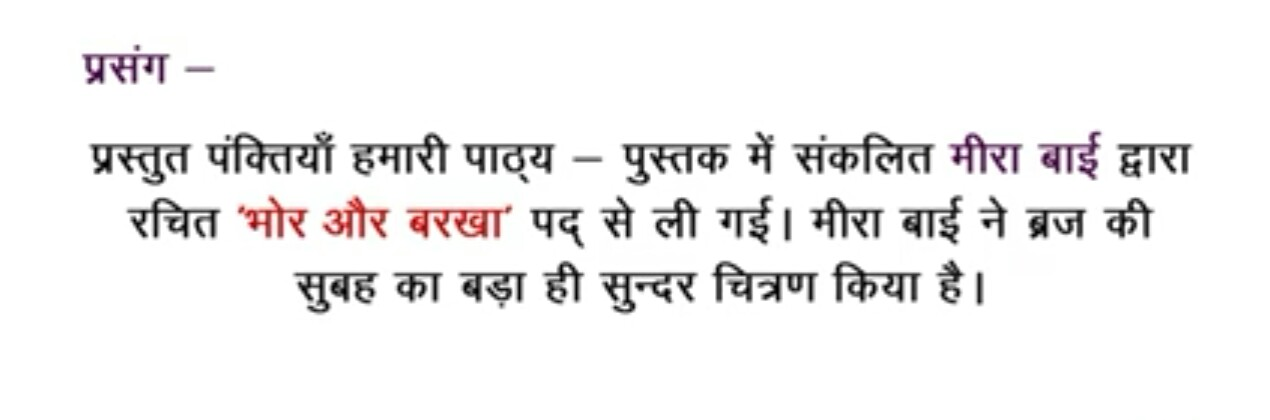 प्रसंग –
प्रस्तुत पंक्तियाँ हमारी पाठ्य – पुस्तक में संकलित मीरा बाई द्वारा
रचित 'भोर और बरखा' पद् से ली गई। मीरा बाई ने ब्रज की
सुबह का बड़ा ही सुन्दर चित्रण किया है।